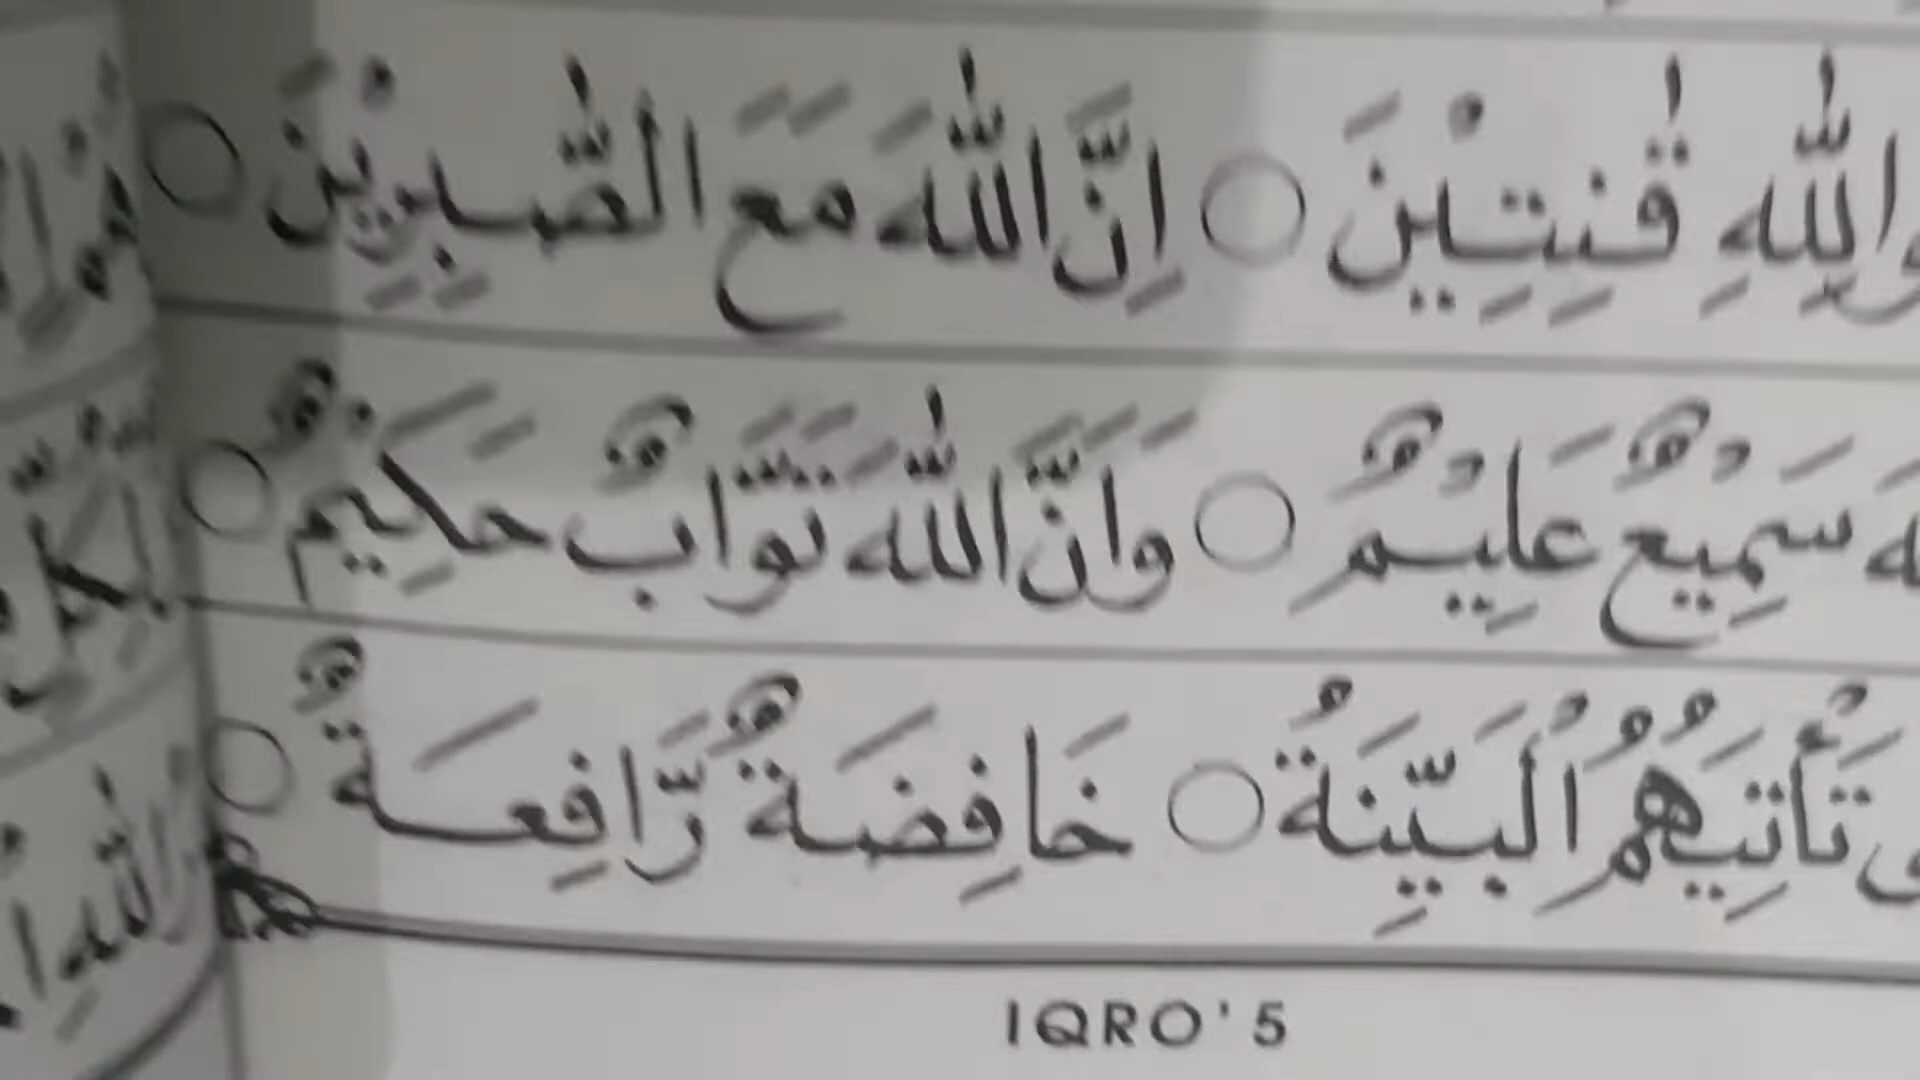 لِلّٰهِ قٰنِتِيْنَ ○ اِنَّ اللّٰهَ مَعَ الصّٰبِرِيْنَ ○
سَمِيْعٌ عَلِيْمٌ ○ وَاَنَّ اللّٰهَ تَوَّابٌ حَكِيْمٌ ○
تَأْتِيَهُمُ الْبَيِّنَةُ ○ خَافِضَةٌ رَّافِعَةٌ ○
IQRO'5